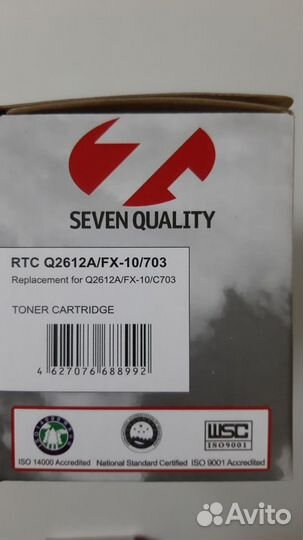 SEVEN QUALITY
RTC Q2612A/FX-10/703
Replacement for Q2612A/FX-10/C703
TONER CARTRIDGE
4 627076 688992
WSC
ISO9001
ISO 14000 Accredited National Standard Certified ISO 9001 Accredited
Avito